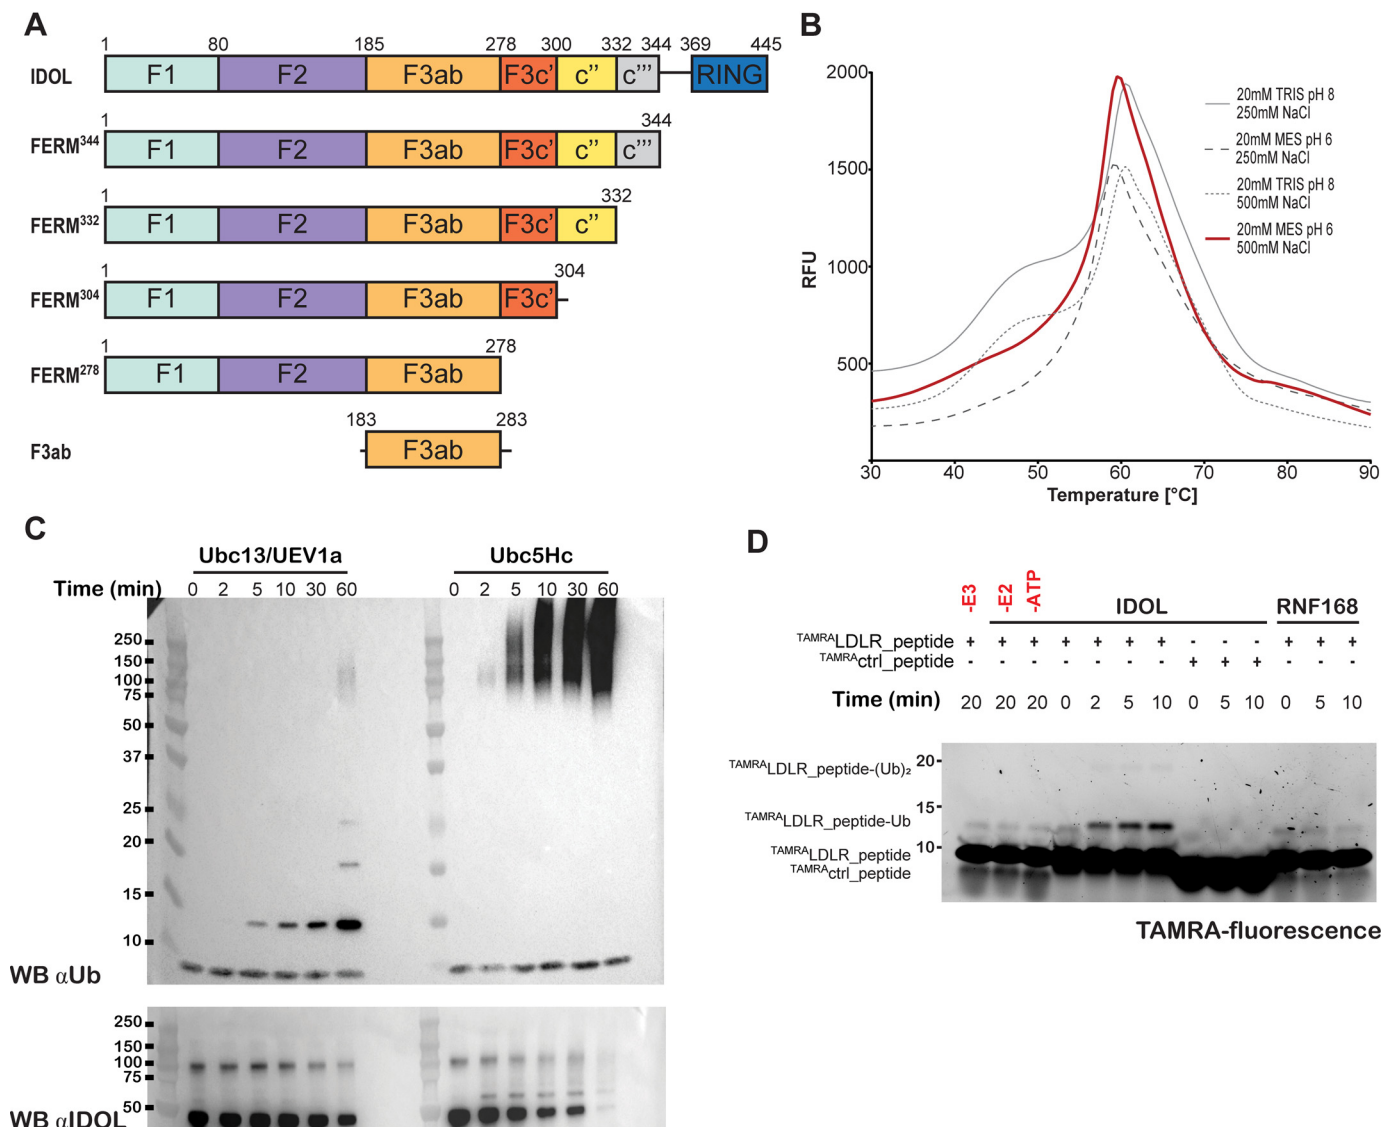 A
1 80 185 278 300 332 344 369 445
IDOL F1 F2 F3ab F3c' c'' c''' RING
1 344
FERM³⁴⁴ F1 F2 F3ab F3c' c'' c'''
1 332
FERM³³² F1 F2 F3ab F3c' c''
1 304
FERM³⁰⁴ F1 F2 F3ab F3c'
1 278
FERM²⁷⁸ F1 F2 F3ab
183 283
F3ab F3ab
B
2000
1500
1000
500
RFU
30 40 50 60 70 80 90
Temperature [°C]
20mM TRIS pH 8
250mM NaCl
20mM MES pH 6
250mM NaCl
20mM TRIS pH 8
500mM NaCl
20mM MES pH 6
500mM NaCl
C
Ubc13/UEV1a Ubc5Hc
Time (min) 0 2 5 10 30 60 0 2 5 10 30 60
250
150
100
75
50
37
25
20
15
10
WB αUb
250
150
100
75
50
WB αIDOL
D
-E3 -E2 -ATP IDOL RNF168
TAMRALDLR_peptide + + + + + + + - - - + + +
TAMRActrl_peptide - - - - - - - + + + - - -
Time (min) 20 20 20 0 2 5 10 0 5 10 0 5 10
TAMRALDLR_peptide-(Ub)₂ 20
15
TAMRALDLR_peptide-Ub
10
TAMRALDLR_peptide
TAMRActrl_peptide
TAMRA-fluorescence